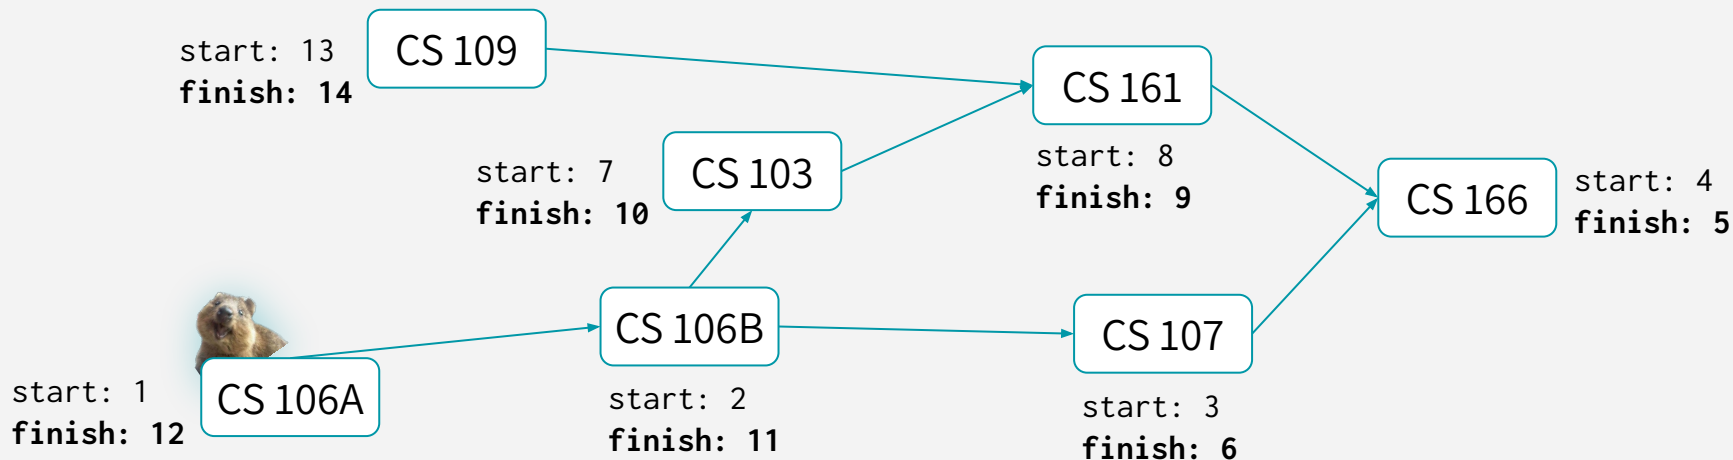 start: 13
finish: 14
CS 109
CS 161
start: 8
finish: 9
start: 7
finish: 10
CS 103
CS 166
start: 4
finish: 5
start: 1
finish: 12
CS 106A
CS 106B
start: 2
finish: 11
CS 107
start: 3
finish: 6